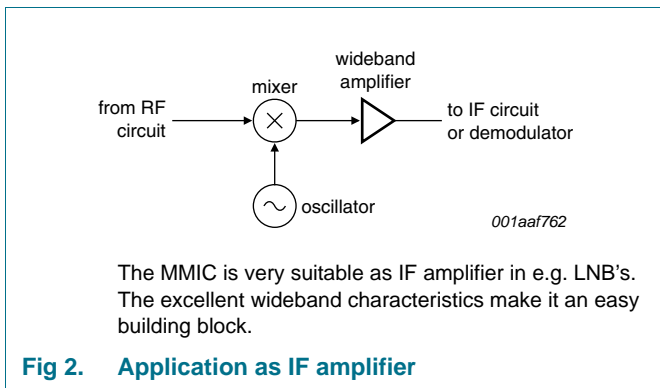 wideband
amplifier
mixer
from RF
circuit
to IF circuit
or demodulator
oscillator
001aaf762
The MMIC is very suitable as IF amplifier in e.g. LNB's.
The excellent wideband characteristics make it an easy
building block.
Fig 2. Application as IF amplifier